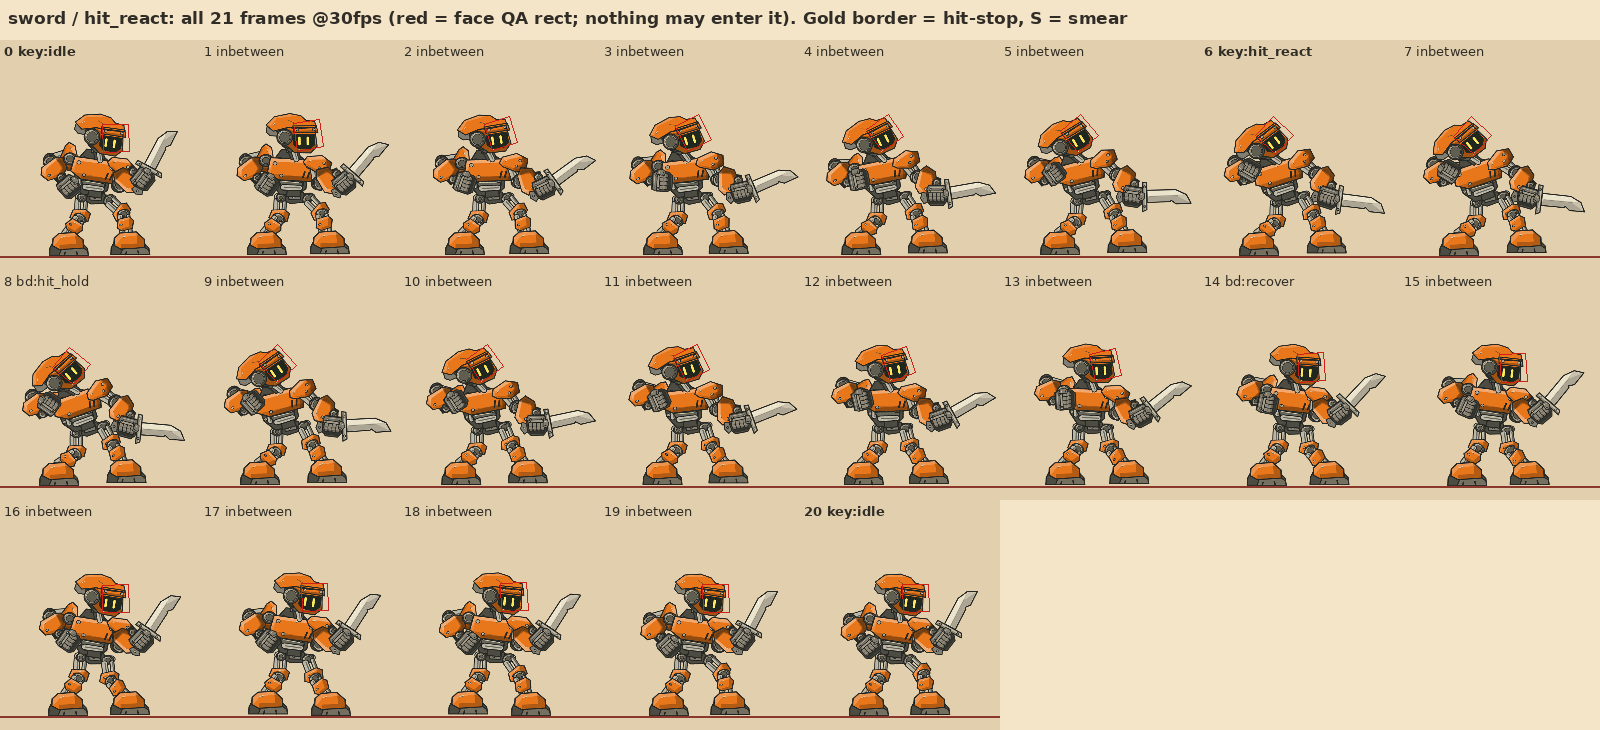 sword / hit_react: all 21 frames @30fps (red = face QA rect; nothing may enter it). Gold border = hit-stop, S = smear
0 key:idle 1 inbetween 2 inbetween 3 inbetween 4 inbetween 5 inbetween 6 key:hit_react 7 inbetween
8 bd:hit_hold 9 inbetween 10 inbetween 11 inbetween 12 inbetween 13 inbetween 14 bd:recover 15 inbetween
16 inbetween 17 inbetween 18 inbetween 19 inbetween 20 key:idle